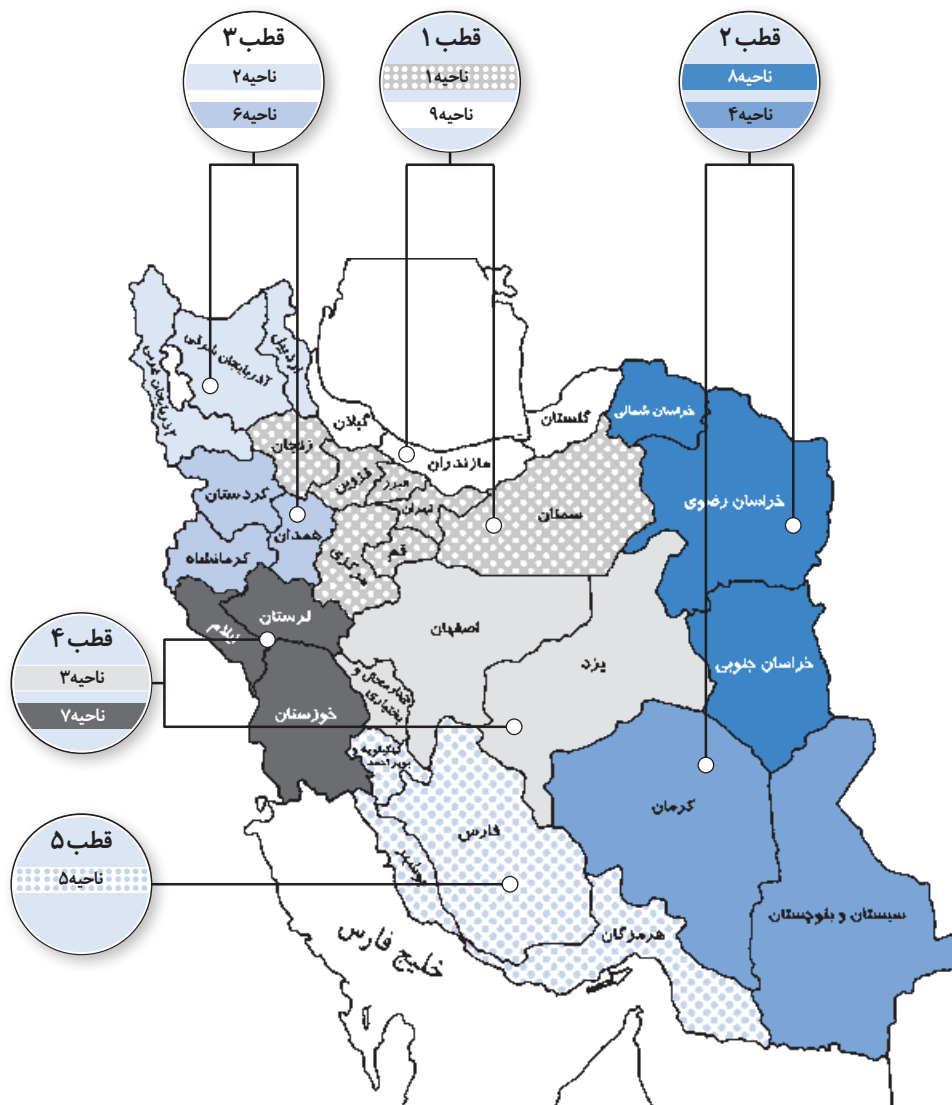 قطب ۳
ناحیه۲
ناحیه۶
قطب ۱
ناحیه۱
ناحیه۹
قطب ۲
ناحیه۸
ناحیه۴
آذربایجان غربی
آذربایجان شرقی
اردبیل
گیلان
مازندران
گلستان
خراسان شمالی
زنجان
قزوین
البرز
تهران
سمنان
خراسان رضوی
کردستان
همدان
کرمانشاه
مرکزی
قم
قطب ۴
ناحیه۳
ناحیه۷
ایلام
لرستان
اصفهان
یزد
خراسان جنوبی
خوزستان
چهارمحال و
بختیاری
کهگیلویه و
بویراحمد
قطب ۵
ناحیه۵
فارس
بوشهر
کرمان
سیستان و بلوچستان
هرمزگان
خلیج فارس